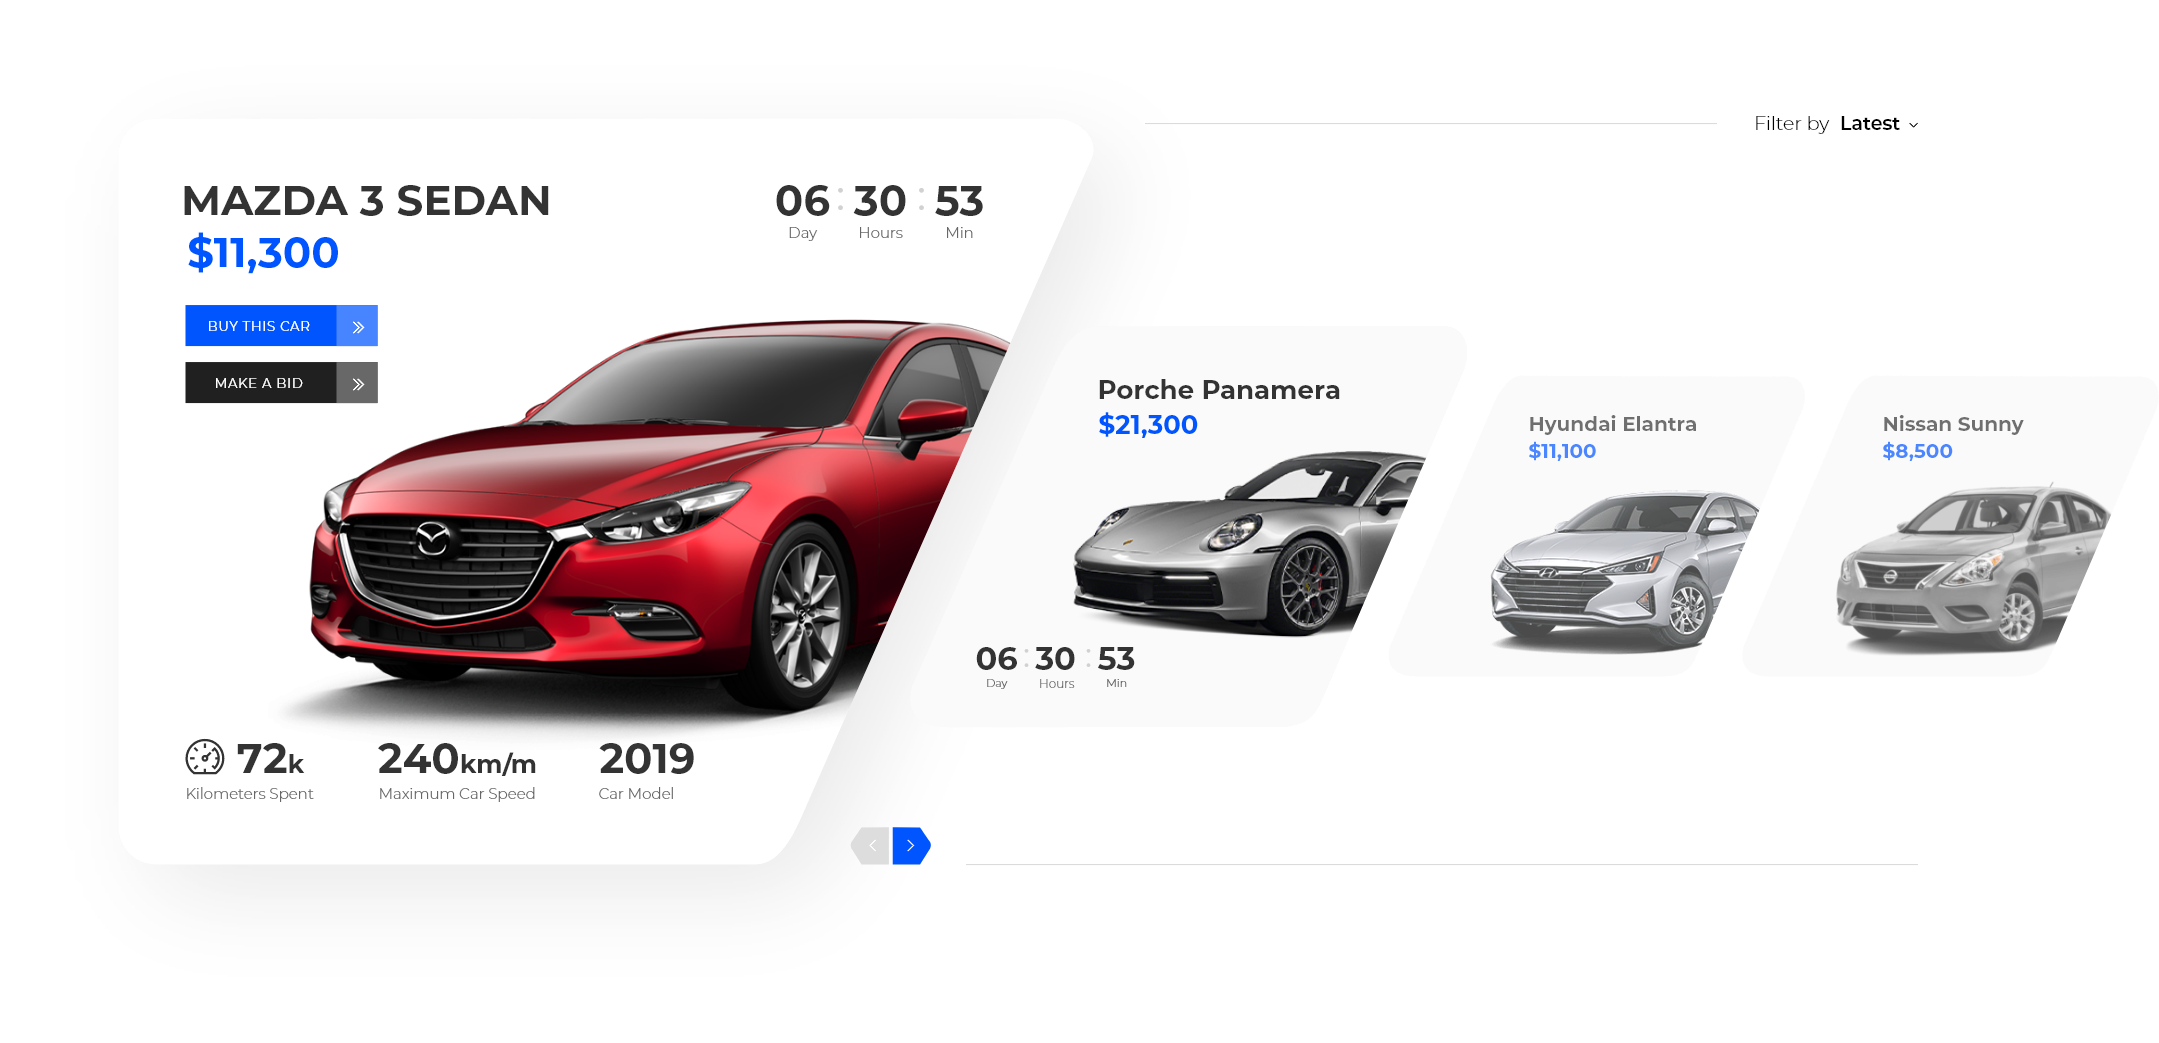 Filter by Latest
MAZDA 3 SEDAN
$11,300
06 : 30 : 53
Day Hours Min
BUY THIS CAR
MAKE A BID
72k
Kilometers Spent
240km/m
Maximum Car Speed
2019
Car Model
Porche Panamera
$21,300
06 : 30 : 53
Day Hours Min
Hyundai Elantra
$11,100
Nissan Sunny
$8,500